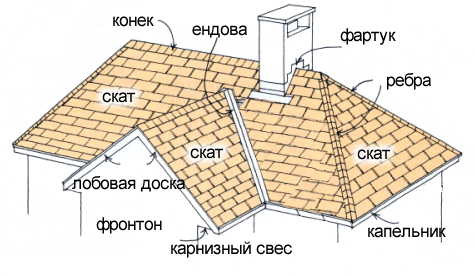 конек
ендова
фартук
ребра
скат
скат
скат
лобовая доска
фронтон
капельник
карнизный свес